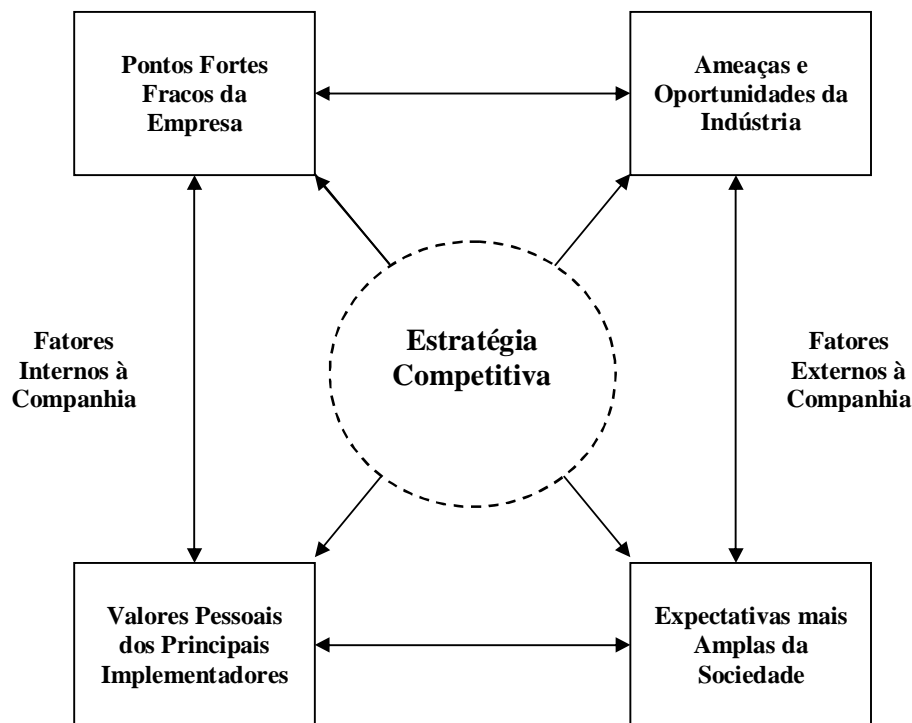 Pontos Fortes
Fracos da
Empresa
Ameaças e
Oportunidades da
Indústria
Estratégia
Competitiva
Fatores
Internos à
Companhia
Fatores
Externos à
Companhia
Valores Pessoais
dos Principais
Implementadores
Expectativas mais
Amplas da
Sociedade